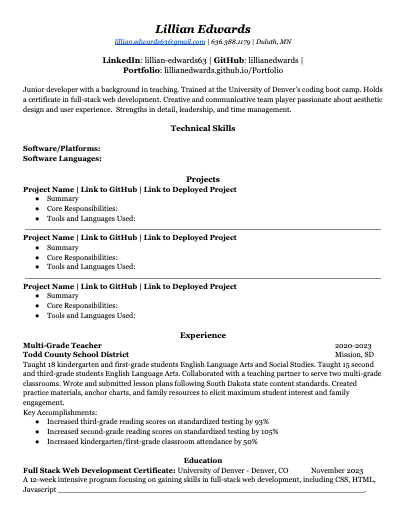 Lillian Edwards
lillian.edwards63@gmail.com | 636.388.1179 | Duluth, MN
LinkedIn: lillian-edwards63 | GitHub: lillianedwards |
Portfolio: lillianedwards.github.io/Portfolio
Junior developer with a background in teaching. Trained at the University of Denver's coding boot camp. Holds
a certificate in full-stack web development. Creative and communicative team player passionate about aesthetic
design and user experience. Strengths in detail, leadership, and time management.
Technical Skills
Software/Platforms:
Software Languages:
Projects
Project Name | Link to GitHub | Link to Deployed Project
● Summary
● Core Responsibilities:
● Tools and Languages Used:
Project Name | Link to GitHub | Link to Deployed Project
● Summary
● Core Responsibilities:
● Tools and Languages Used:
Project Name | Link to GitHub | Link to Deployed Project
● Summary
● Core Responsibilities:
● Tools and Languages Used:
Experience
Multi-Grade Teacher 2020-2023
Todd County School District Mission, SD
Taught 18 kindergarten and first-grade students English Language Arts and Social Studies. Taught 15 second
and third-grade students English Language Arts. Collaborated with a teaching partner to serve two multi-grade
classrooms. Wrote and submitted lesson plans following South Dakota state content standards. Created
practice materials, anchor charts, and family resources to elicit maximum student interest and family
engagement.
Key Accomplishments:
● Increased third-grade reading scores on standardized testing by 93%
● Increased second-grade reading scores on standardized testing by 105%
● Increased kindergarten/first-grade classroom attendance by 50%
Education
Full Stack Web Development Certificate: University of Denver - Denver, CO November 2023
A 12-week intensive program focusing on gaining skills in full-stack web development, including CSS, HTML,
Javascript ____________________________________________.